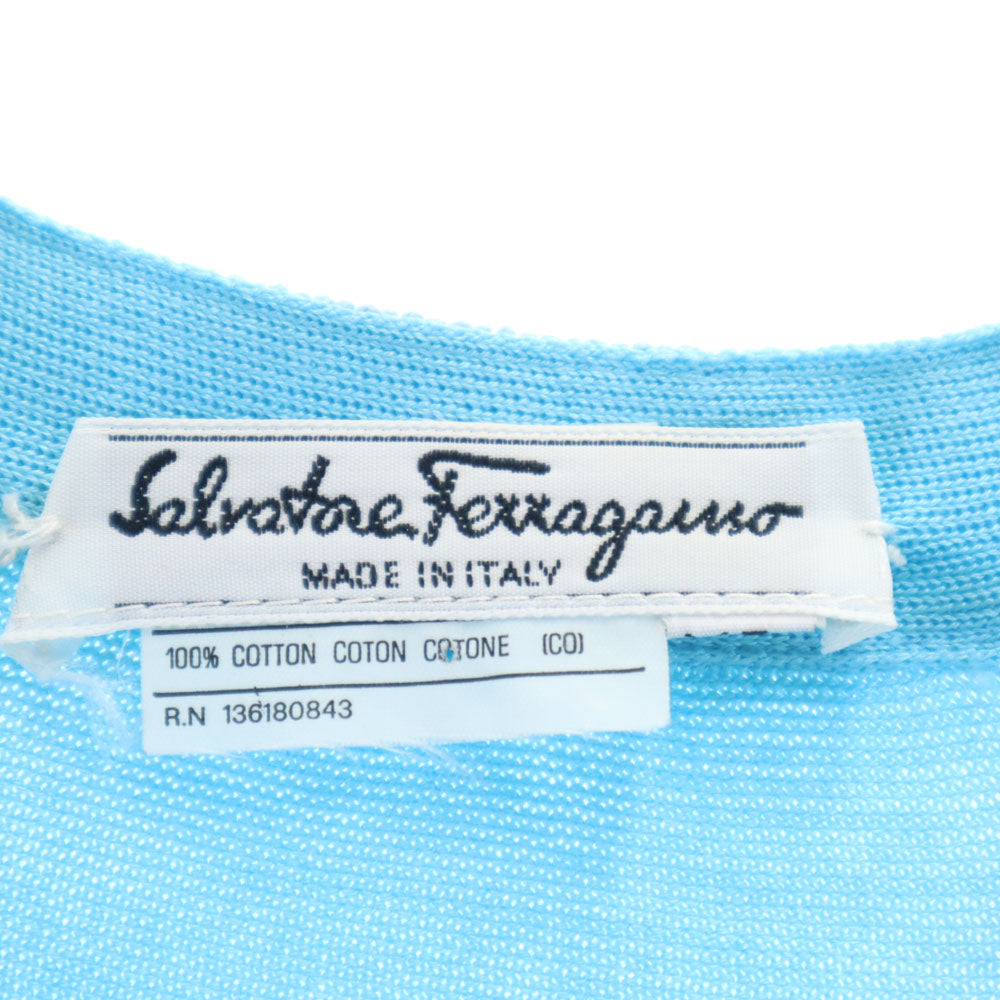 Salvatore Ferragamo
MADE IN ITALY
100% COTTON COTON COTONE (CO)
R.N 136180843